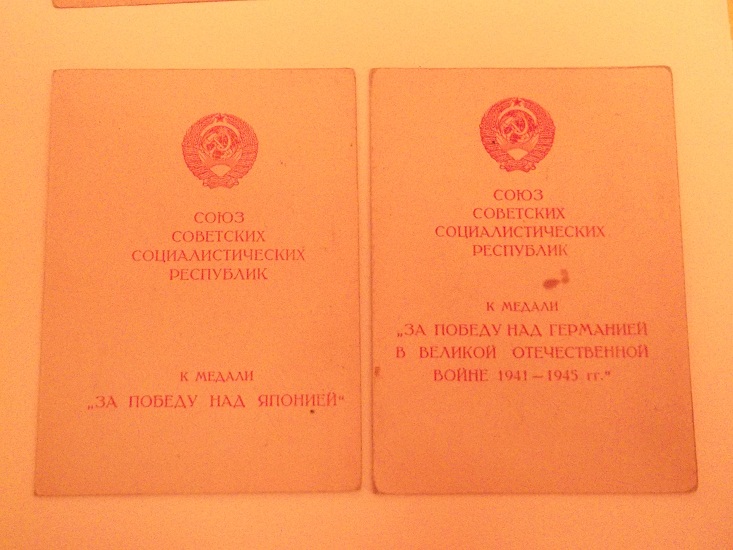 СОЮЗ
СОВЕТСКИХ
СОЦИАЛИСТИЧЕСКИХ
РЕСПУБЛИК
К МЕДАЛИ
„ЗА ПОБЕДУ НАД ЯПОНИЕЙ“
СОЮЗ
СОВЕТСКИХ
СОЦИАЛИСТИЧЕСКИХ
РЕСПУБЛИК
К МЕДАЛИ
„ЗА ПОБЕДУ НАД ГЕРМАНИЕЙ
В ВЕЛИКОЙ ОТЕЧЕСТВЕННОЙ
ВОЙНЕ 1941 — 1945 гг.“